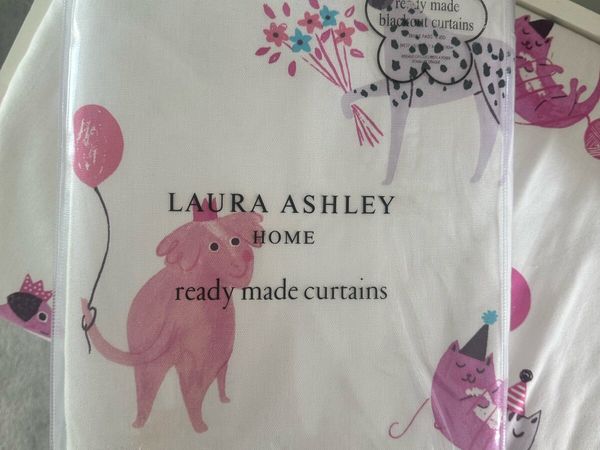 ready made
blackout curtains
LAURA ASHLEY
HOME
ready made curtains